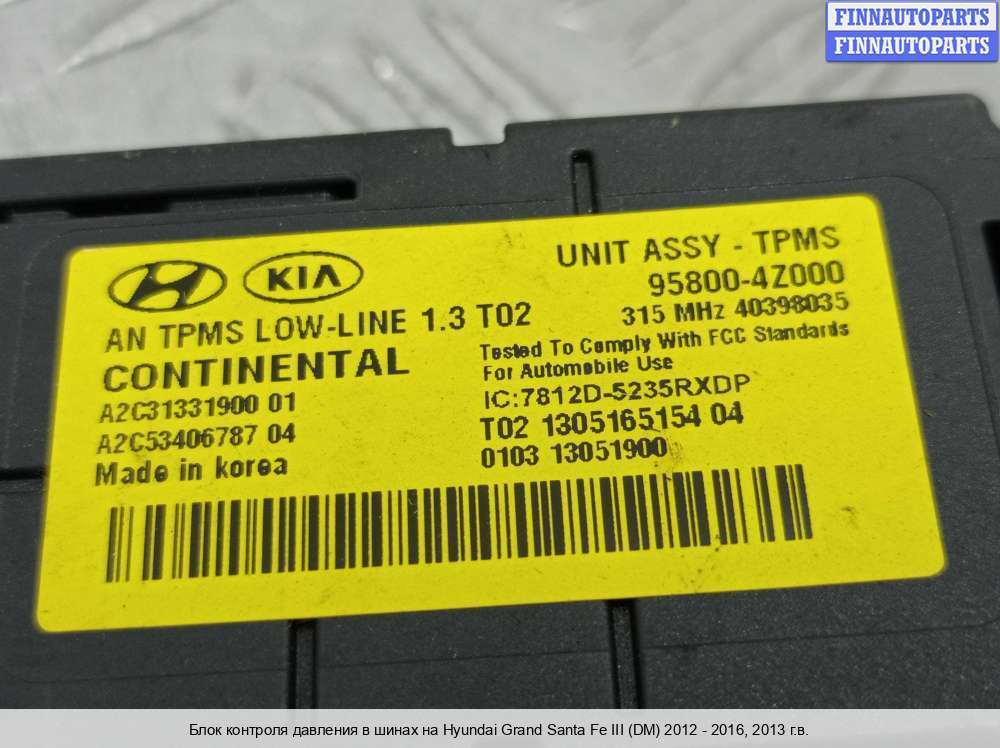 FINNAUTOPARTS
FINNAUTOPARTS
KIA
AN TPMS LOW-LINE 1.3 T02
CONTINENTAL
A2C31331900 01
A2C53406787 04
Made in korea
UNIT ASSY - TPMS
95800-4Z000
315 MHz 40398035
Tested To Comply With FCC Standards
For Automobile Use
IC:7812D-5235RXDP
T02 1305165154 04
0103 13051900
Блок контроля давления в шинах на Hyundai Grand Santa Fe III (DM) 2012 - 2016, 2013 г.в.